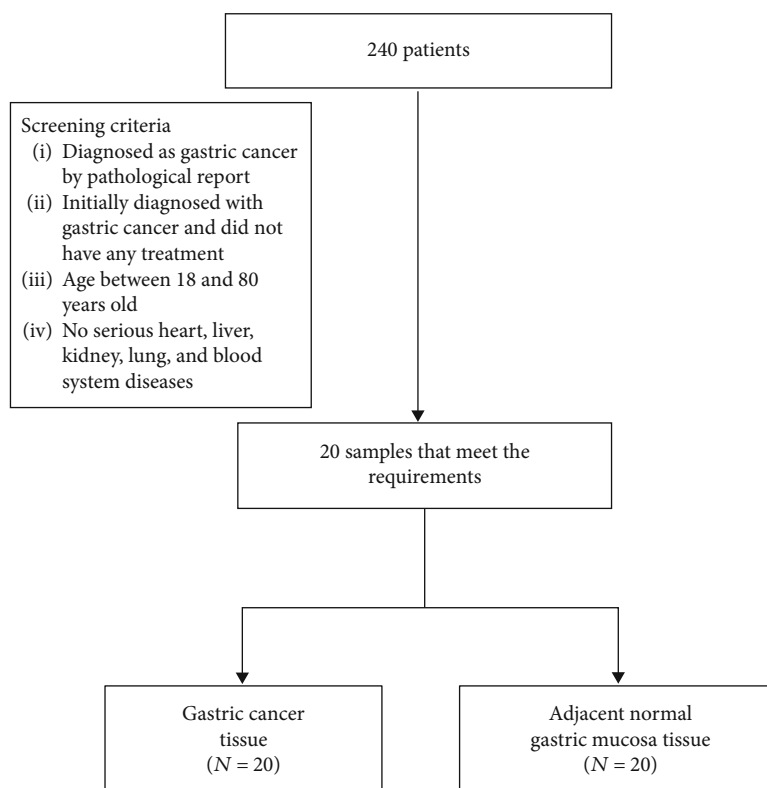 240 patients
Screening criteria
(i) Diagnosed as gastric cancer
by pathological report
(ii) Initially diagnosed with
gastric cancer and did not
have any treatment
(iii) Age between 18 and 80
years old
(iv) No serious heart, liver,
kidney, lung, and blood
system diseases
20 samples that meet the
requirements
Gastric cancer
tissue
(N = 20)
Adjacent normal
gastric mucosa tissue
(N = 20)